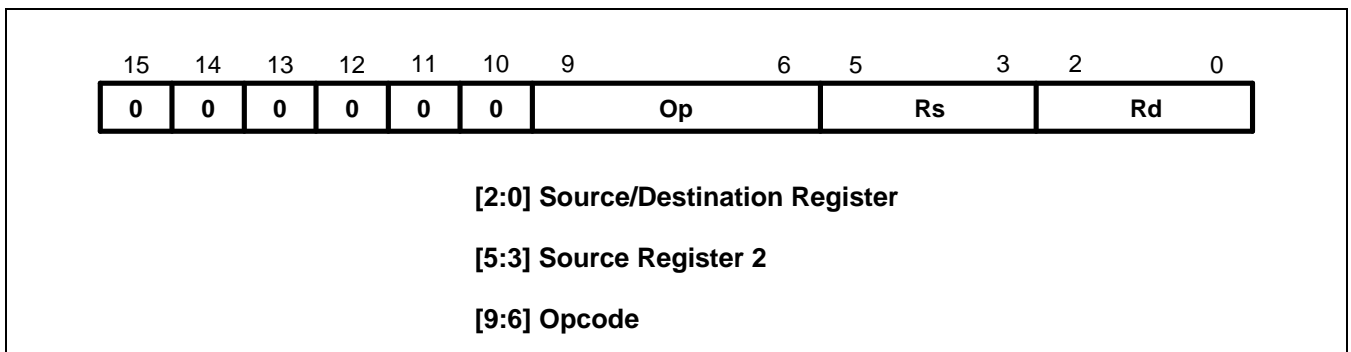 15 14 13 12 11 10 9 6 5 3 2 0
0 0 0 0 0 0 Op Rs Rd
[2:0] Source/Destination Register
[5:3] Source Register 2
[9:6] Opcode